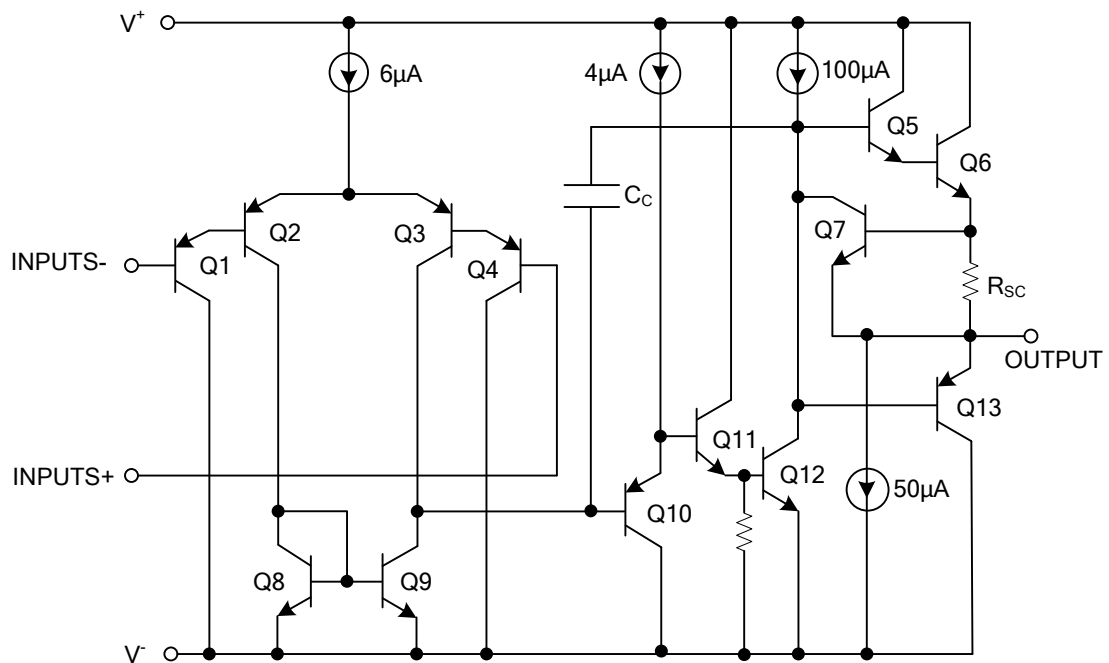 V+
6μA
4μA
100μA
Q5
Q6
CC
Q2
Q3
Q7
INPUTS-
Q1
Q4
RSC
OUTPUT
Q13
Q11
INPUTS+
Q12
50μA
Q10
Q8
Q9
V-